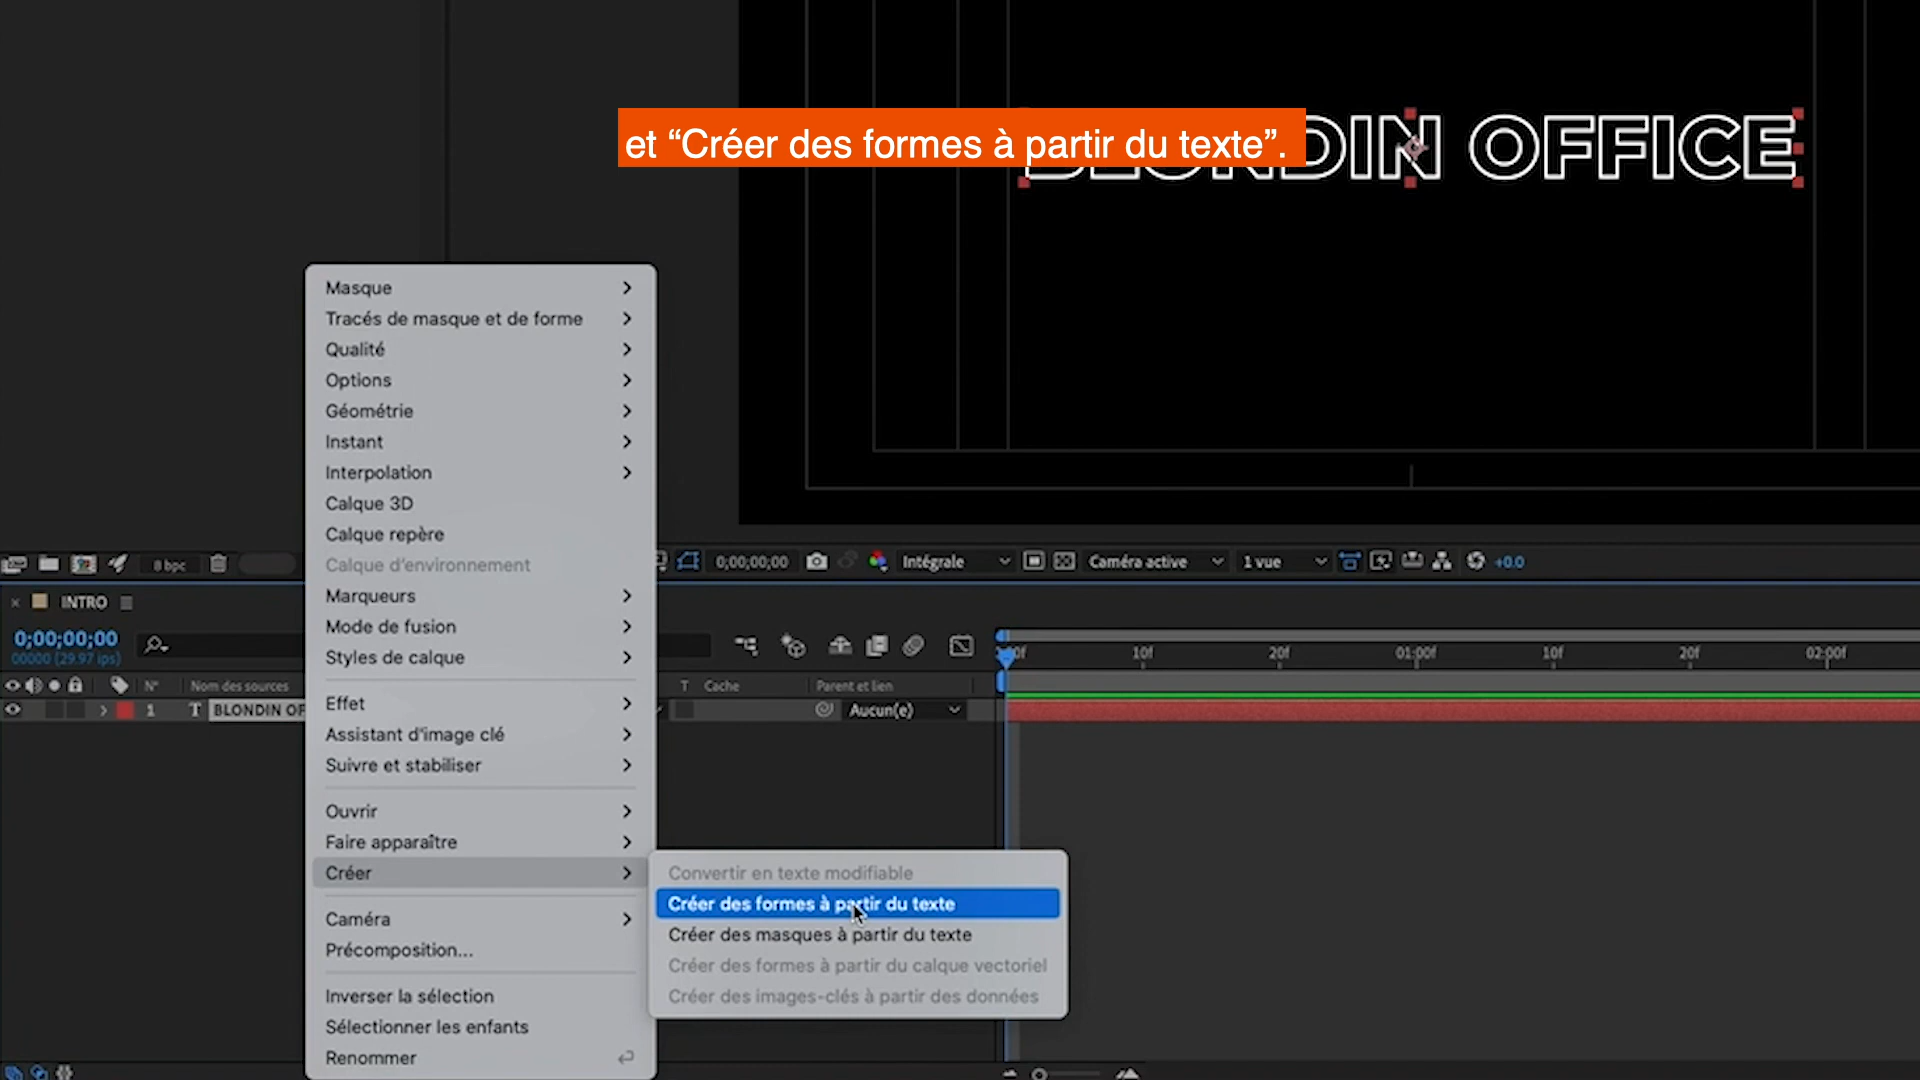 et “Créer des formes à partir du texte”.
BLONDIN OFFICE
Masque
Tracés de masque et de forme
Qualité
Options
Géométrie
Instant
Interpolation
Calque 3D
Calque repère
Calque d'environnement
Marqueurs
Mode de fusion
Styles de calque
Effet
Assistant d'image clé
Suivre et stabiliser
Ouvrir
Faire apparaître
Créer
Caméra
Précomposition...
Inverser la sélection
Sélectionner les enfants
Renommer
Convertir en texte modifiable
Créer des formes à partir du texte
Créer des masques à partir du texte
Créer des formes à partir du calque vectoriel
Créer des images-clés à partir des données
8 bpc
0;00;00;00
Intégrale
Caméra active
1 vue
+0.0
INTRO
0;00;00;00
00000 (29.97 ips)
10f 20f 01:00f 10f 20f 02:00f
N° Nom des sources T Cache Parent et lien
1 T BLONDIN OF Aucun(e)